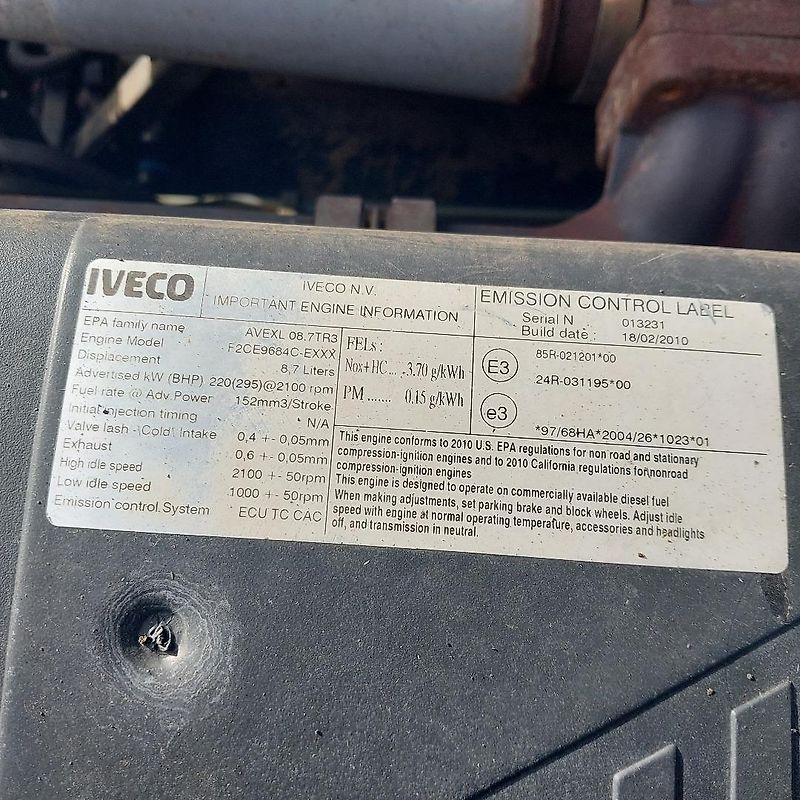 IVECO
IVECO N.V.
IMPORTANT ENGINE INFORMATION
EPA family name AVEXL 08.7TR3
Engine Model F2CE9684C-EXXX
Displacement 8,7 Liters
Advertised kW (BHP) 220(295)@2100 rpm
Fuel rate @ Adv.Power 152mm3/Stroke
Initial injection timing N/A
Valve lash -\Cold\ Intake 0,4 +- 0,05mm
Exhaust 0,6 +- 0,05mm
High idle speed 2100 +- 50rpm
Low idle speed 1000 +- 50rpm
Emission control System ECU TC CAC
FELs :
Nox+HC.... .3.70 g/kWh
PM ....... 0.15 g/kWh
EMISSION CONTROL LABEL
Serial N 013231
Build date : 18/02/2010
E3 85R-021201*00
24R-031195*00
e3 *97/68HA*2004/26*1023*01
This engine conforms to 2010 U.S. EPA regulations for non road and stationary
compression-ignition engines and to 2010 California regulations for nonroad
compression-ignition engines
This engine is designed to operate on commercially available diesel fuel
When making adjustments, set parking brake and block wheels. Adjust idle
speed with engine at normal operating temperature, accessories and headlights
off, and transmission in neutral.